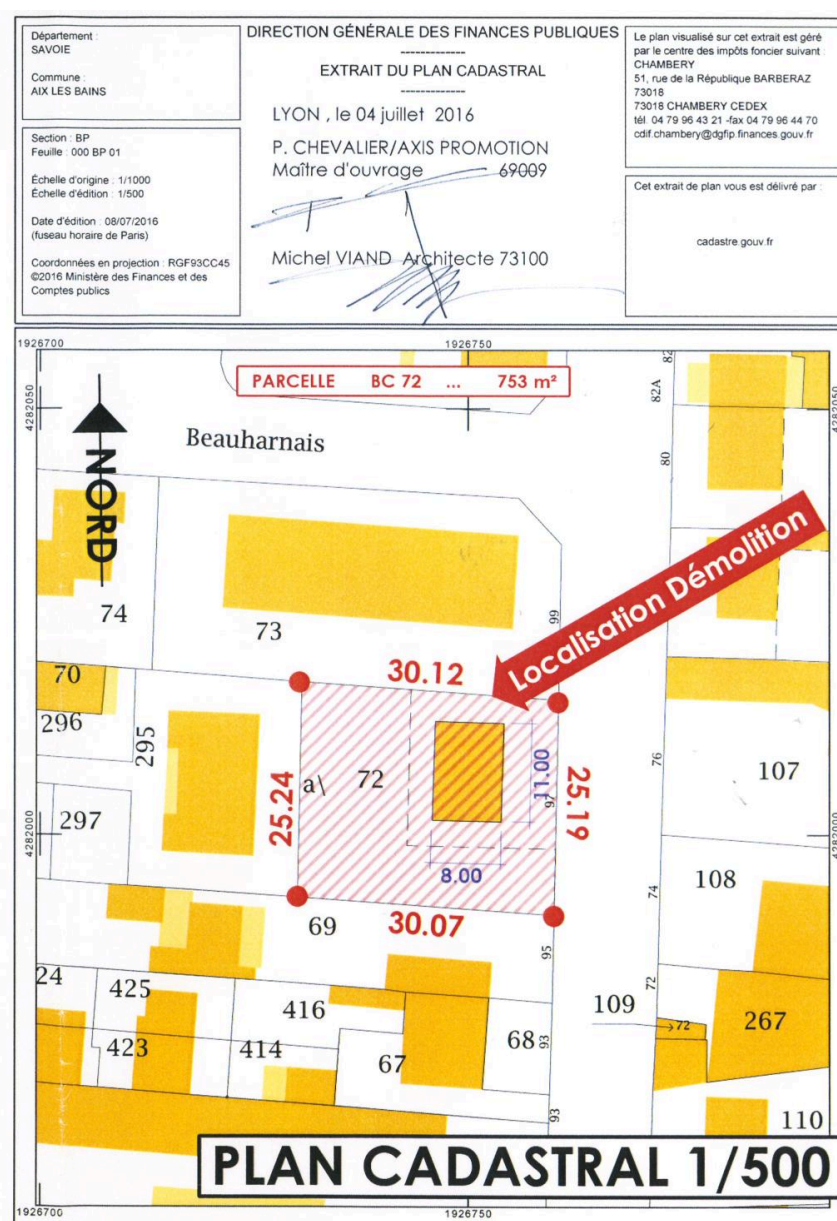 Département :
SAVOIE
Commune :
AIX LES BAINS
Section : BP
Feuille : 000 BP 01
Échelle d'origine : 1/1000
Échelle d'édition : 1/500
Date d'édition : 08/07/2016
(fuseau horaire de Paris)
Coordonnées en projection : RGF93CC45
©2016 Ministère des Finances et des
Comptes publics
DIRECTION GÉNÉRALE DES FINANCES PUBLIQUES
-------------
EXTRAIT DU PLAN CADASTRAL
-------------
LYON , le 04 juillet 2016
P. CHEVALIER/AXIS PROMOTION
Maître d'ouvrage 69009
Michel VIAND Architecte 73100
Le plan visualisé sur cet extrait est géré
par le centre des impôts foncier suivant :
CHAMBERY
51, rue de la République BARBERAZ
73018
73018 CHAMBERY CEDEX
tél. 04 79 96 43 21 -fax 04 79 96 44 70
cdif.chambery@dgfip.finances.gouv.fr
Cet extrait de plan vous est délivré par :
cadastre.gouv.fr
1926700
1926750
4282050
4282050
PARCELLE BC 72 ... 753 m²
82
82A
80
Beauharnais
NORD
Localisation Démolition
74
73
99
70
30.12
296
295
76
107
25.24
a\
72
97
11.00
25.19
297
4282000
4282000
8.00
108
74
69
30.07
95
24
425
416
72
109
72
267
423
414
67
68
93
93
110
PLAN CADASTRAL 1/500
1926700
1926750